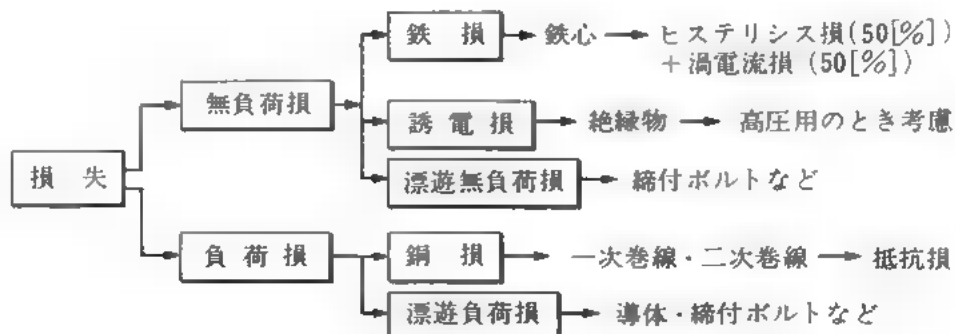 鉄損 鉄心 ヒステリシス損(50[%])
+渦電流損(50[%])
無負荷損
誘電損 絶縁物 高圧用のとき考慮
損失
漂遊無負荷損 締付ボルトなど
負荷損 銅損 一次巻線・二次巻線 抵抗損
漂遊負荷損 導体・締付ボルトなど